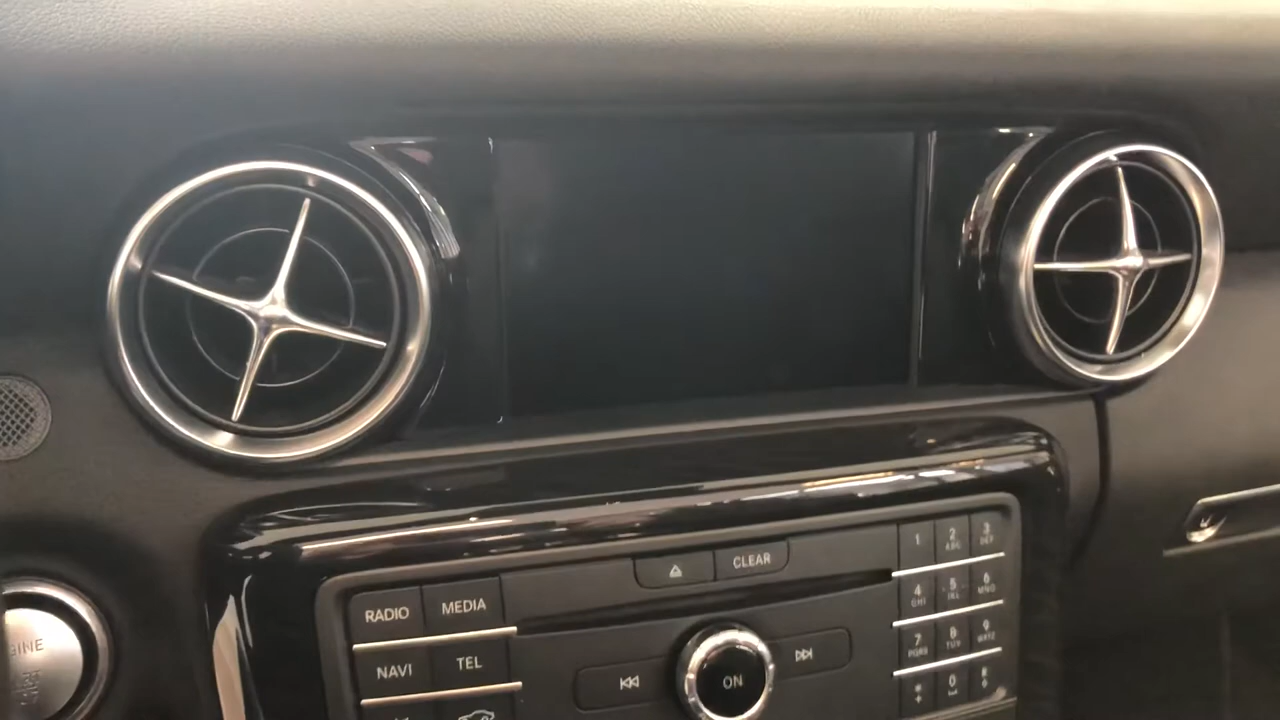 RADIO
MEDIA
NAVI
TEL
CLEAR
ON
1
2 ABC
3 DEF
4 GHI
5 JKL
6 MNO
7 PQRS
8 TUV
9 WXYZ
*
0